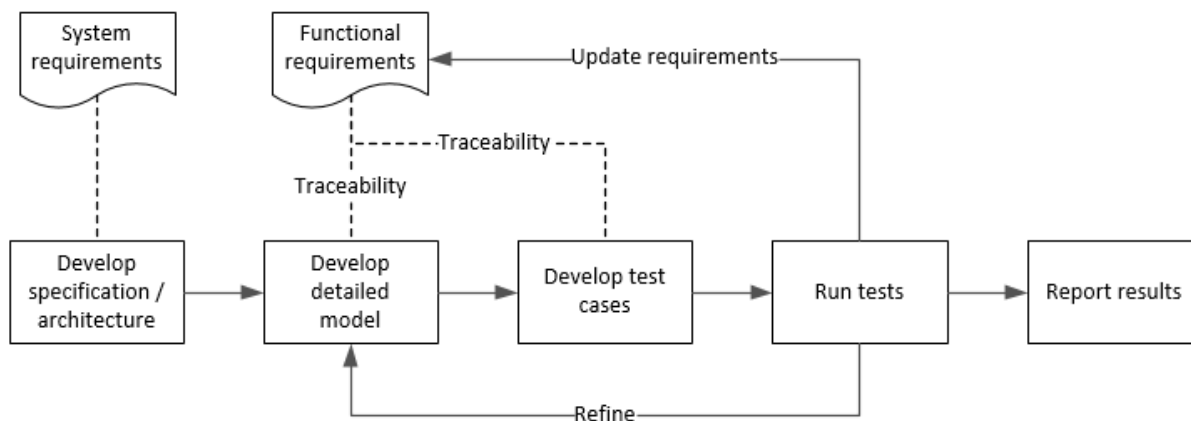 System
requirements
Functional
requirements
Update requirements
Traceability
Traceability
Develop
specification /
architecture
Develop
detailed
model
Develop test
cases
Run tests
Report results
Refine